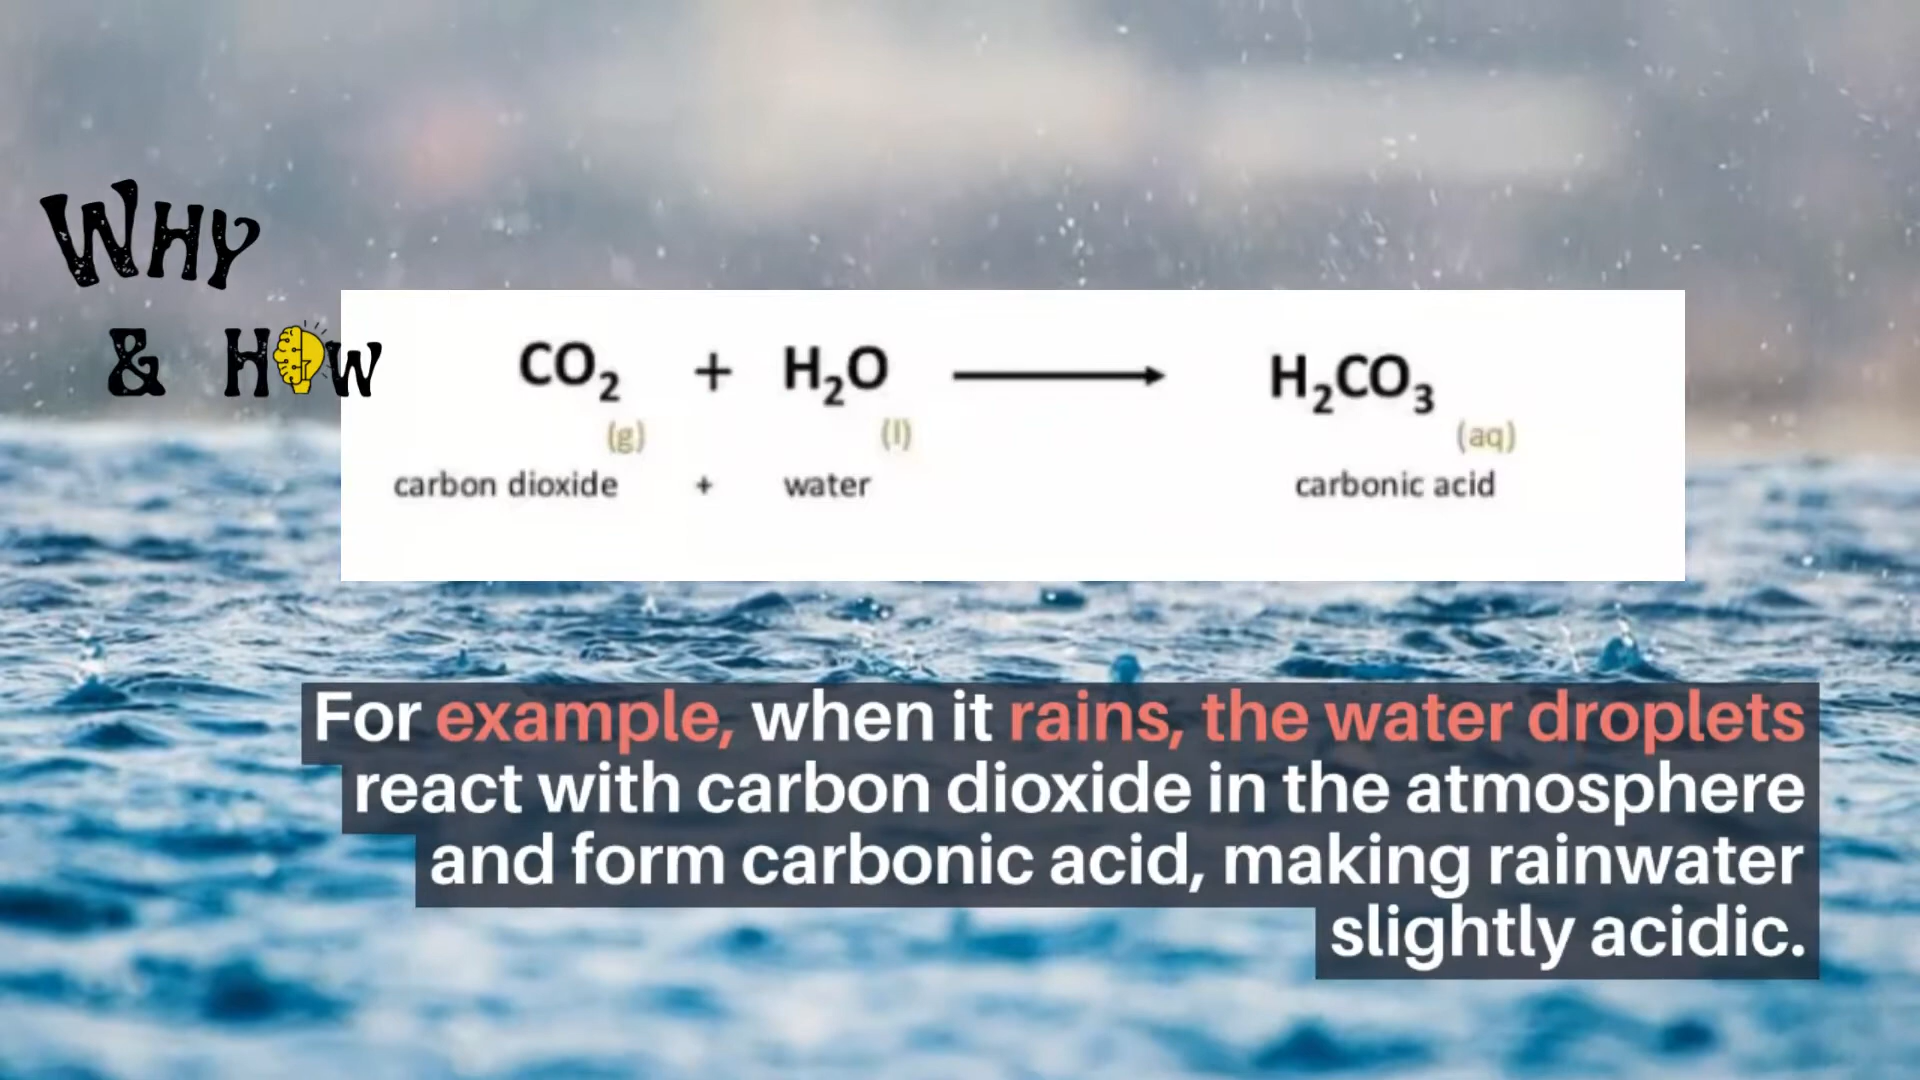 WHY
& HOW
CO₂ + H₂O ⟶ H₂CO₃
(g) (l) (aq)
carbon dioxide + water carbonic acid
For example, when it rains, the water droplets
react with carbon dioxide in the atmosphere
and form carbonic acid, making rainwater
slightly acidic.